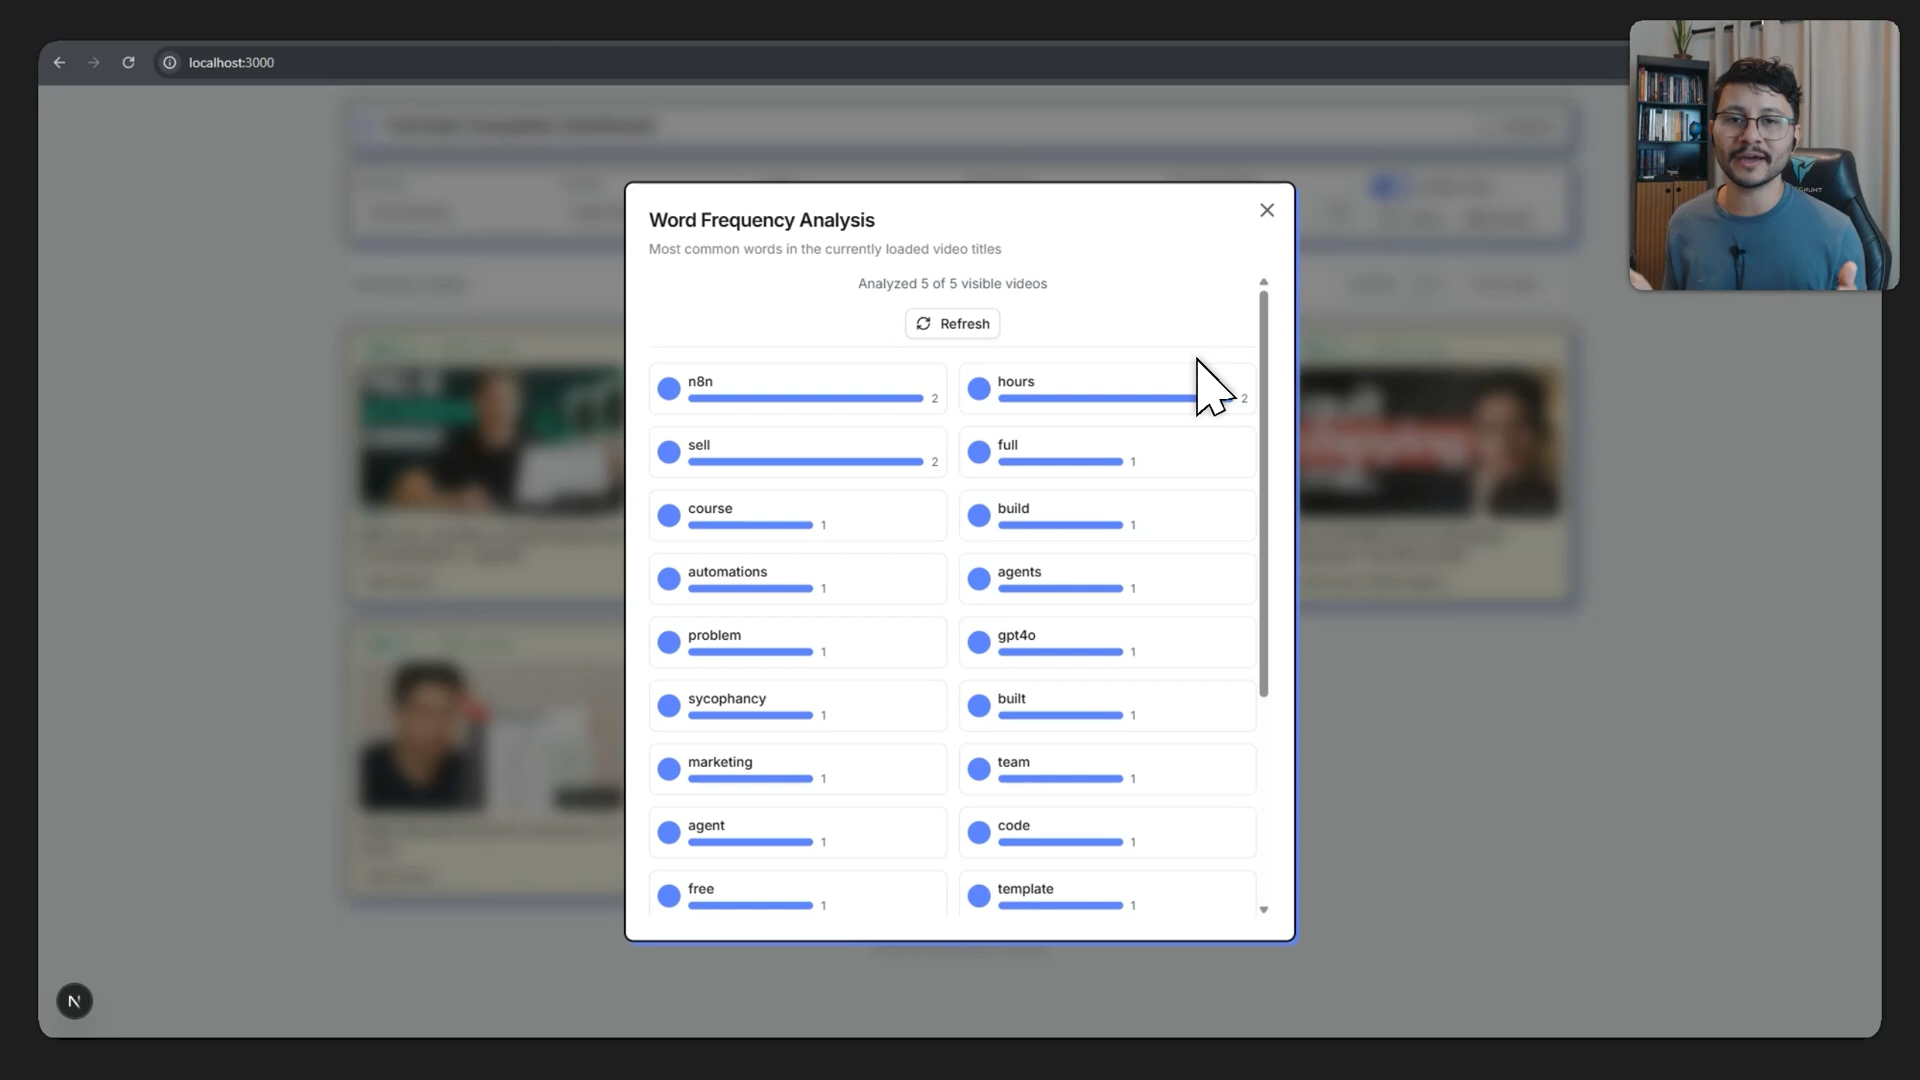 localhost:3000
Word Frequency Analysis
Most common words in the currently loaded video titles
Analyzed 5 of 5 visible videos
Refresh
n8n
2
hours
2
sell
2
full
1
course
1
build
1
automations
1
agents
1
problem
1
gpt4o
1
sycophancy
1
built
1
marketing
1
team
1
agent
1
code
1
free
1
template
1
N